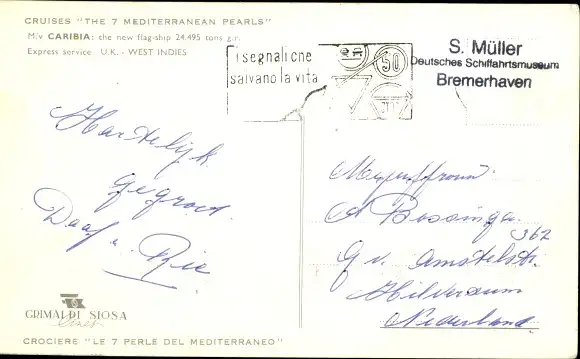 CRUISES "THE 7 MEDITERRANEAN PEARLS"
M/v CARIBIA: the new flag-ship 24.495 tons g.r.
Express service U.K. - WEST INDIES
i segnali che
salvano la vita
50
S. Müller
Deutsches Schiffahrtsmuseum
Bremerhaven
Hartelijk
gegroet.
Daaf u. Rie
Mejuffrouw
A Bossinga
G v. Amstelstr. 362
Hilversum
Nederland
GRIMALDI SIOSA
Lines
CROCIERE "LE 7 PERLE DEL MEDITERRANEO"